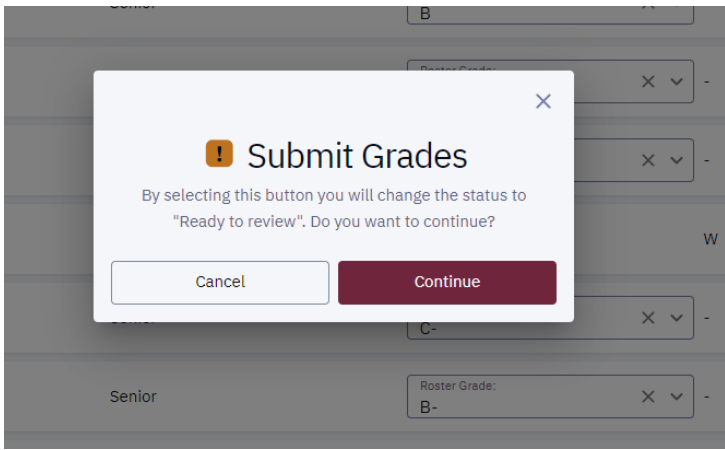 B
Roster Grade:
! Submit Grades
By selecting this button you will change the status to
"Ready to review". Do you want to continue?
Cancel
Continue
-
-
W
C-
-
Senior
Roster Grade:
B-
-